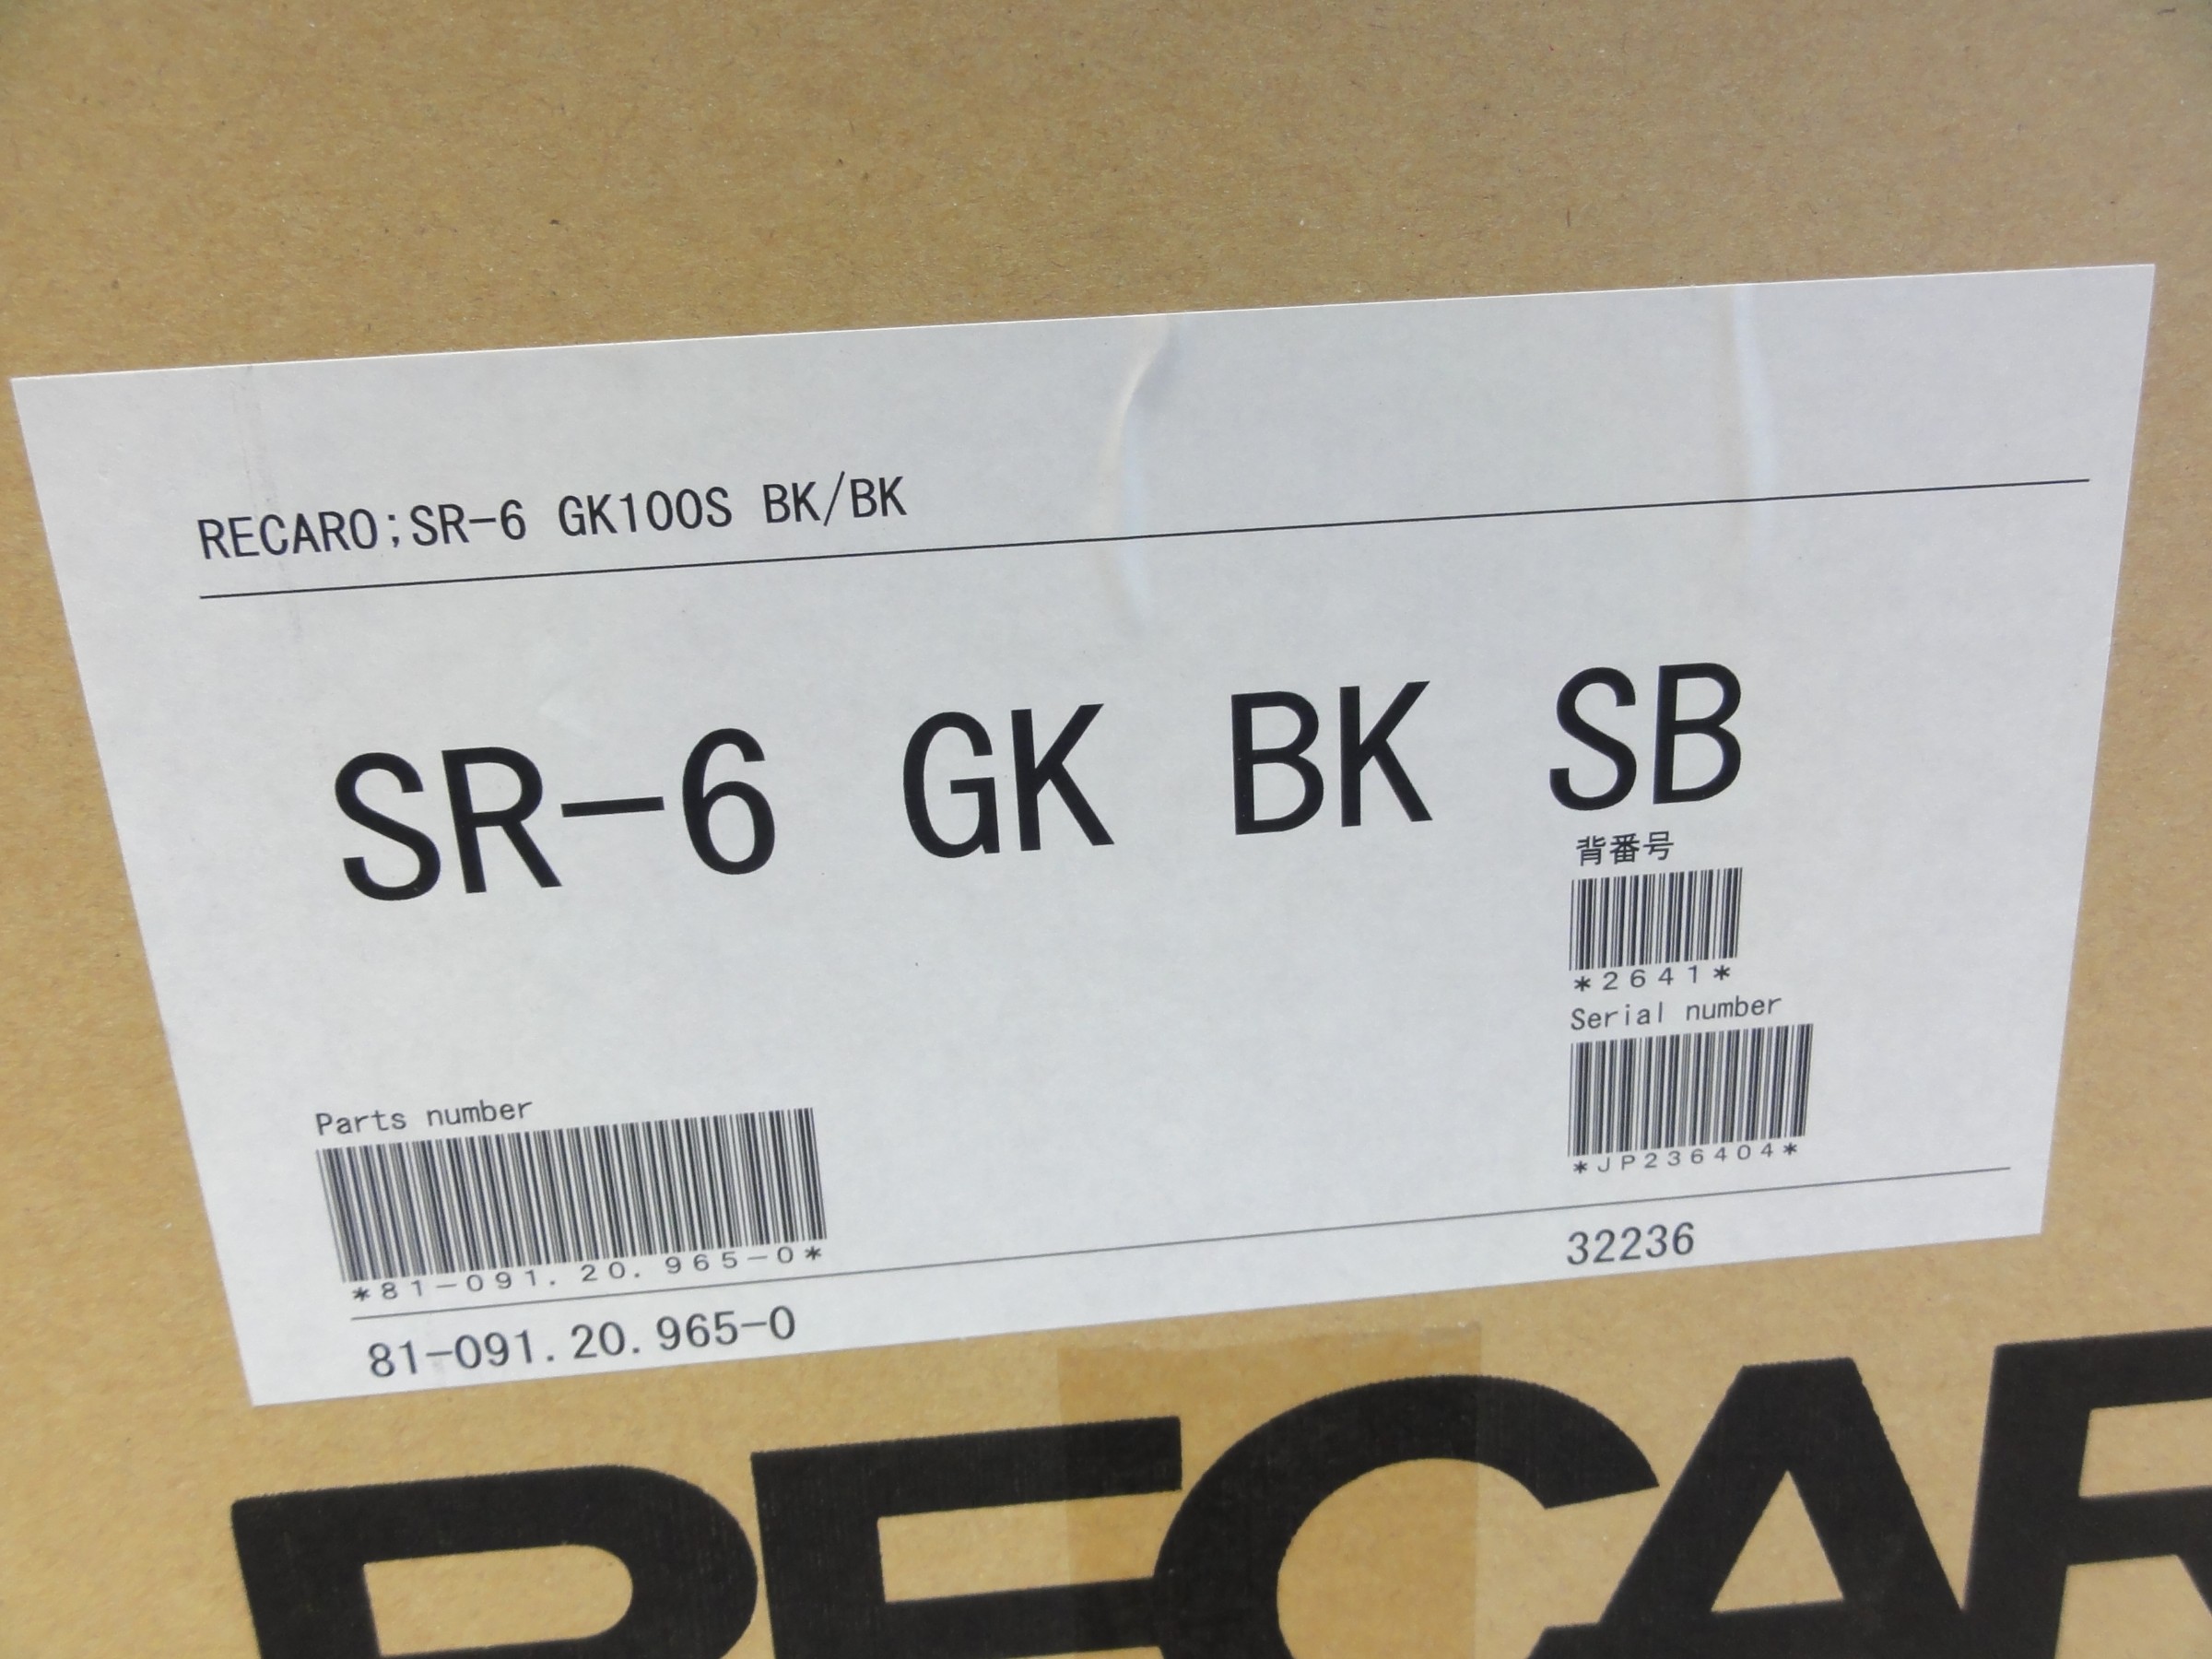 RECARO;SR-6 GK100S BK/BK
SR-6 GK BK SB
背番号
*2641*
Serial number
*JP236404*
Parts number
*81-091.20.965-0*
32236
81-091.20.965-0
RECAR